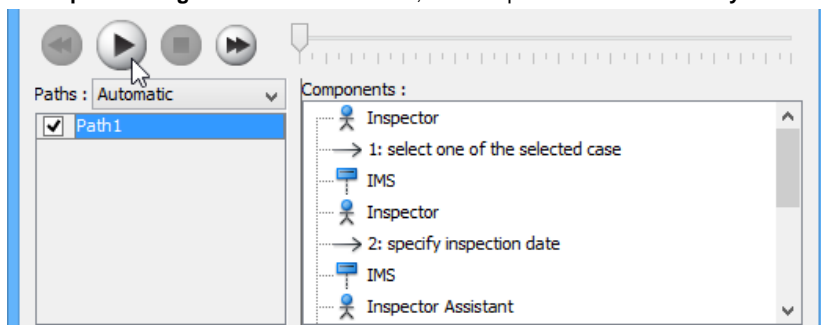 Paths : Automatic
Path1
Components :
Inspector
1: select one of the selected case
IMS
Inspector
2: specify inspection date
IMS
Inspector Assistant